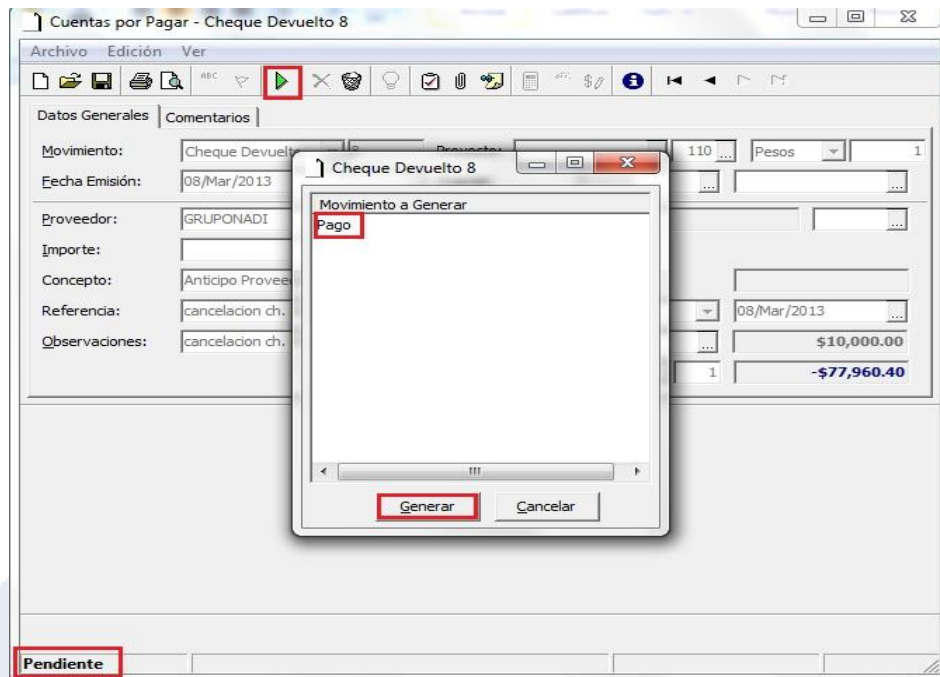 Cuentas por Pagar - Cheque Devuelto 8
Archivo Edición Ver
ABC
Datos Generales Comentarios
Movimiento: Cheque Devuelto 8 Proyecto: 110 ... Pesos 1
Cheque Devuelto 8
Fecha Emisión: 08/Mar/2013 ... ...
Movimiento a Generar
Proveedor: GRUPONADI ...
Pago
Importe:
Concepto: Anticipo Provee
Referencia: cancelacion ch. 08/Mar/2013 ...
Observaciones: cancelacion ch. ... $10,000.00
1 -$77,960.40
Generar Cancelar
Pendiente